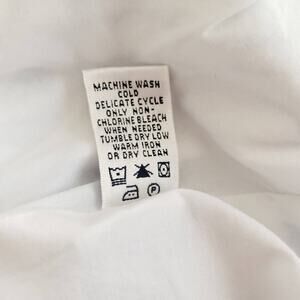 MACHINE WASH
COLD
DELICATE CYCLE
ONLY NON-
CHLORINE BLEACH
WHEN NEEDED
TUMBLE DRY LOW
WARM IRON
OR DRY CLEAN
P